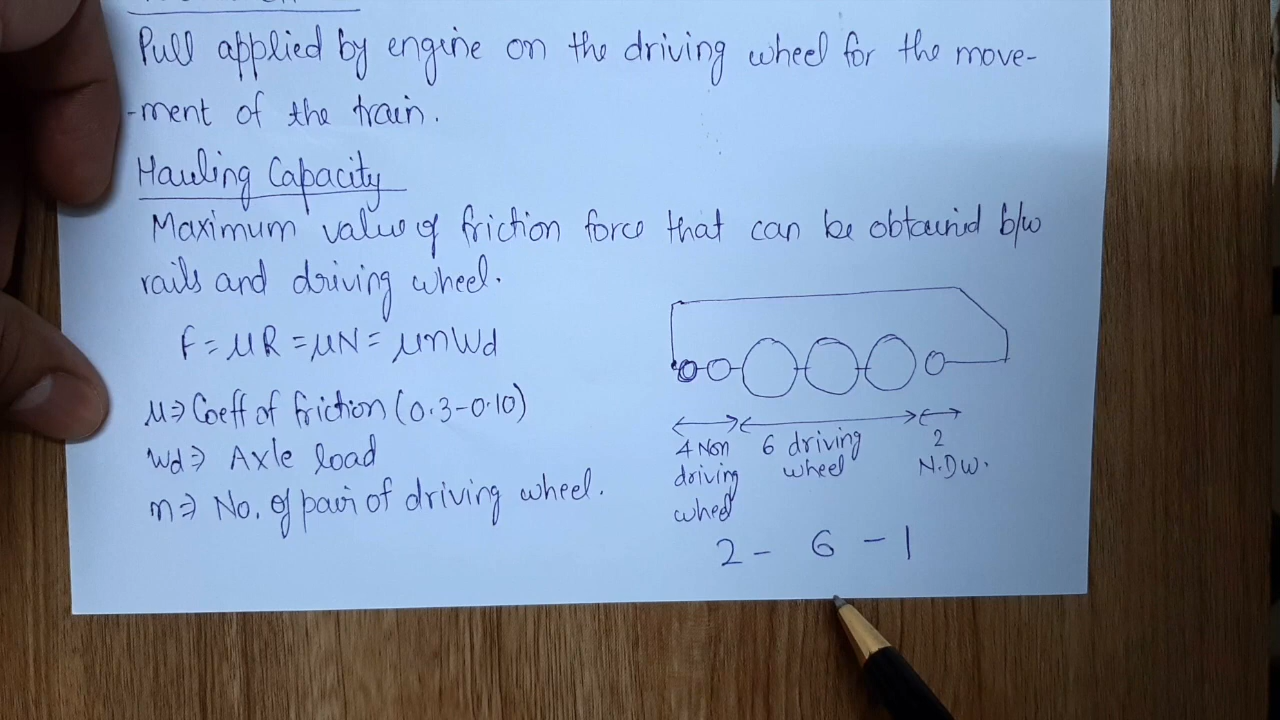 Pull applied by engine on the driving wheel for the move-
-ment of the train.
Hauling Capacity
Maximum value of friction force that can be obtained b/w
rails and driving wheel.
F = μR = μN = μnWd
μ⇒ Coeff of friction (0.3-0.10)
Wd⇒ Axle load
n⇒ No. of pair of driving wheel.
4 Non
driving
wheel
6 driving
wheel
2
N.D.W.
2 - 6 - 1